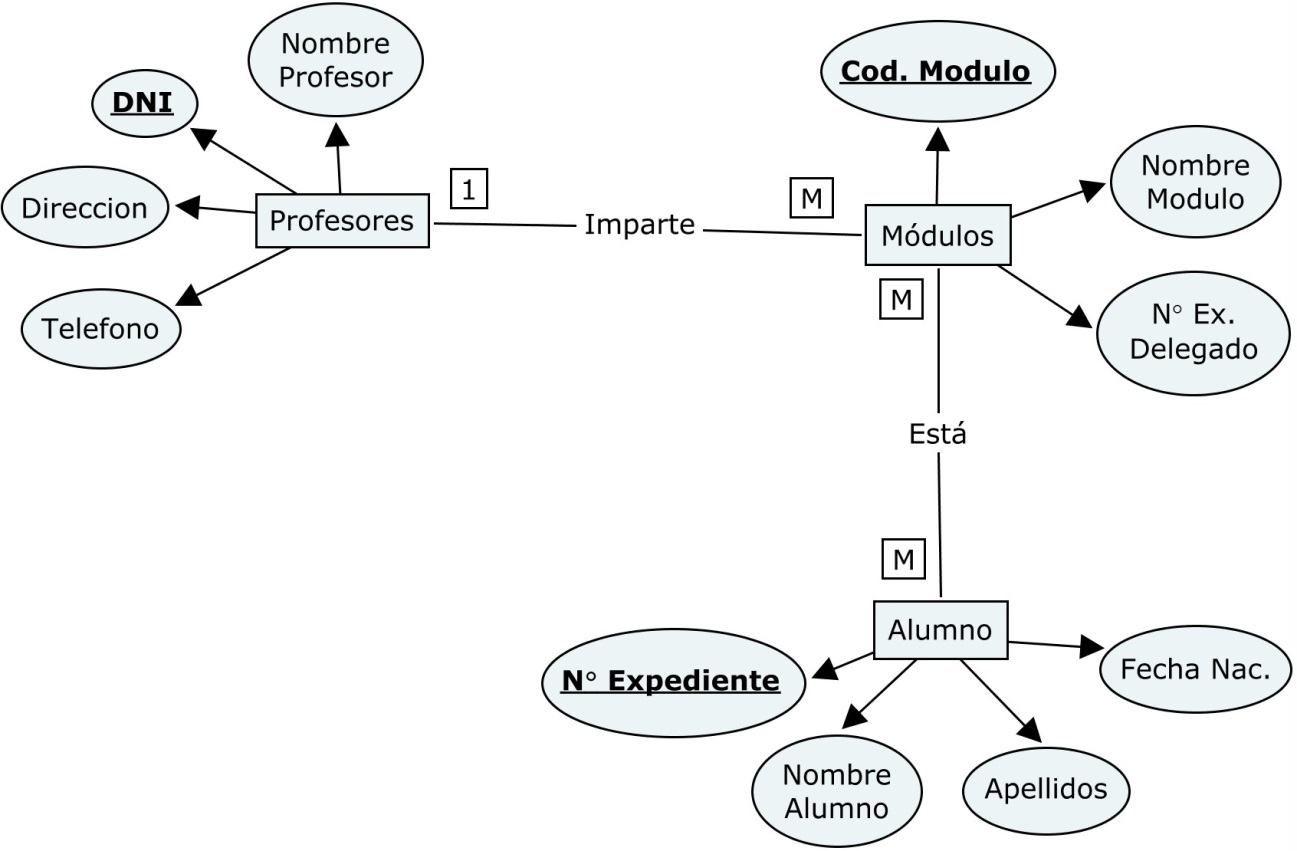 Nombre
Profesor
DNI
Direccion
Telefono
Profesores
1
Imparte
M
Módulos
M
Cod. Modulo
Nombre
Modulo
N° Ex.
Delegado
Está
M
Alumno
N° Expediente
Nombre
Alumno
Apellidos
Fecha Nac.